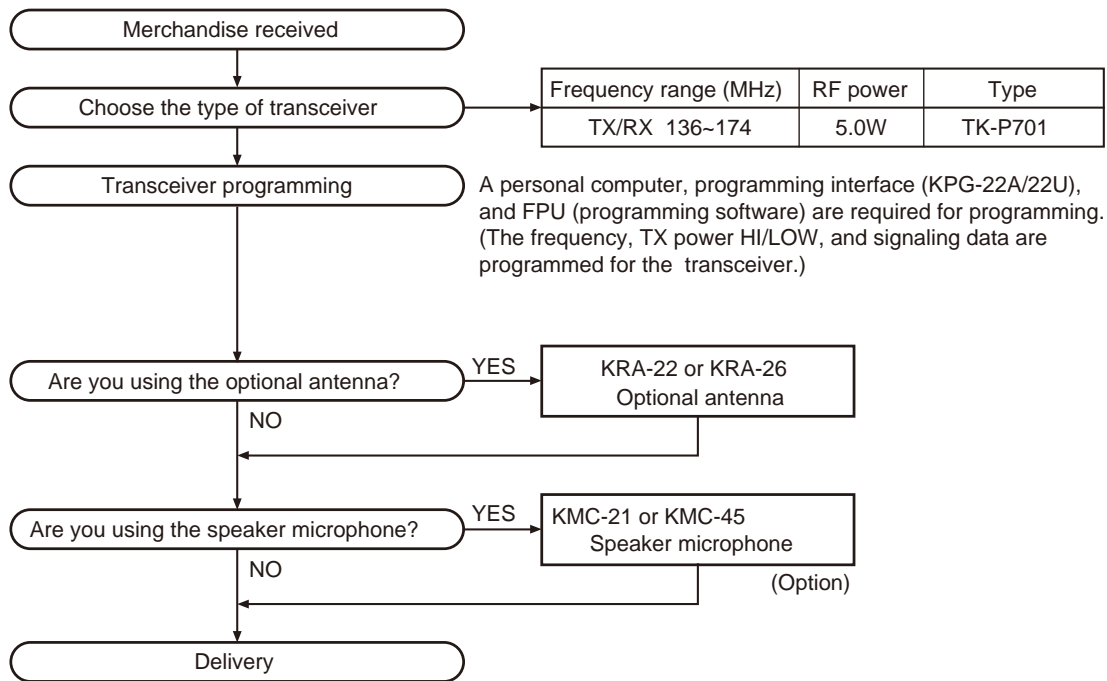 Merchandise received
Choose the type of transceiver
Frequency range (MHz) RF power Type
TX/RX 136~174 5.0W TK-P701
Transceiver programming
A personal computer, programming interface (KPG-22A/22U),
and FPU (programming software) are required for programming.
(The frequency, TX power HI/LOW, and signaling data are
programmed for the transceiver.)
Are you using the optional antenna?
YES
KRA-22 or KRA-26
Optional antenna
NO
Are you using the speaker microphone?
YES
KMC-21 or KMC-45
Speaker microphone
(Option)
NO
Delivery